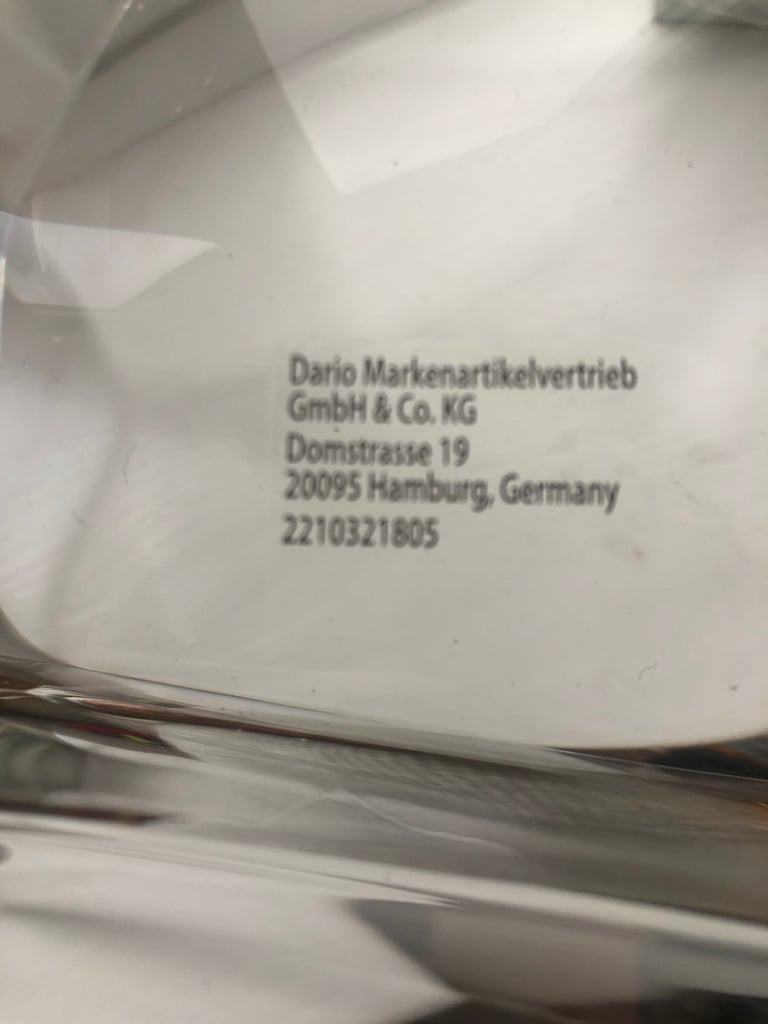 Dario Markenartikelvertrieb
GmbH & Co. KG
Domstrasse 19
20095 Hamburg, Germany
2210321805